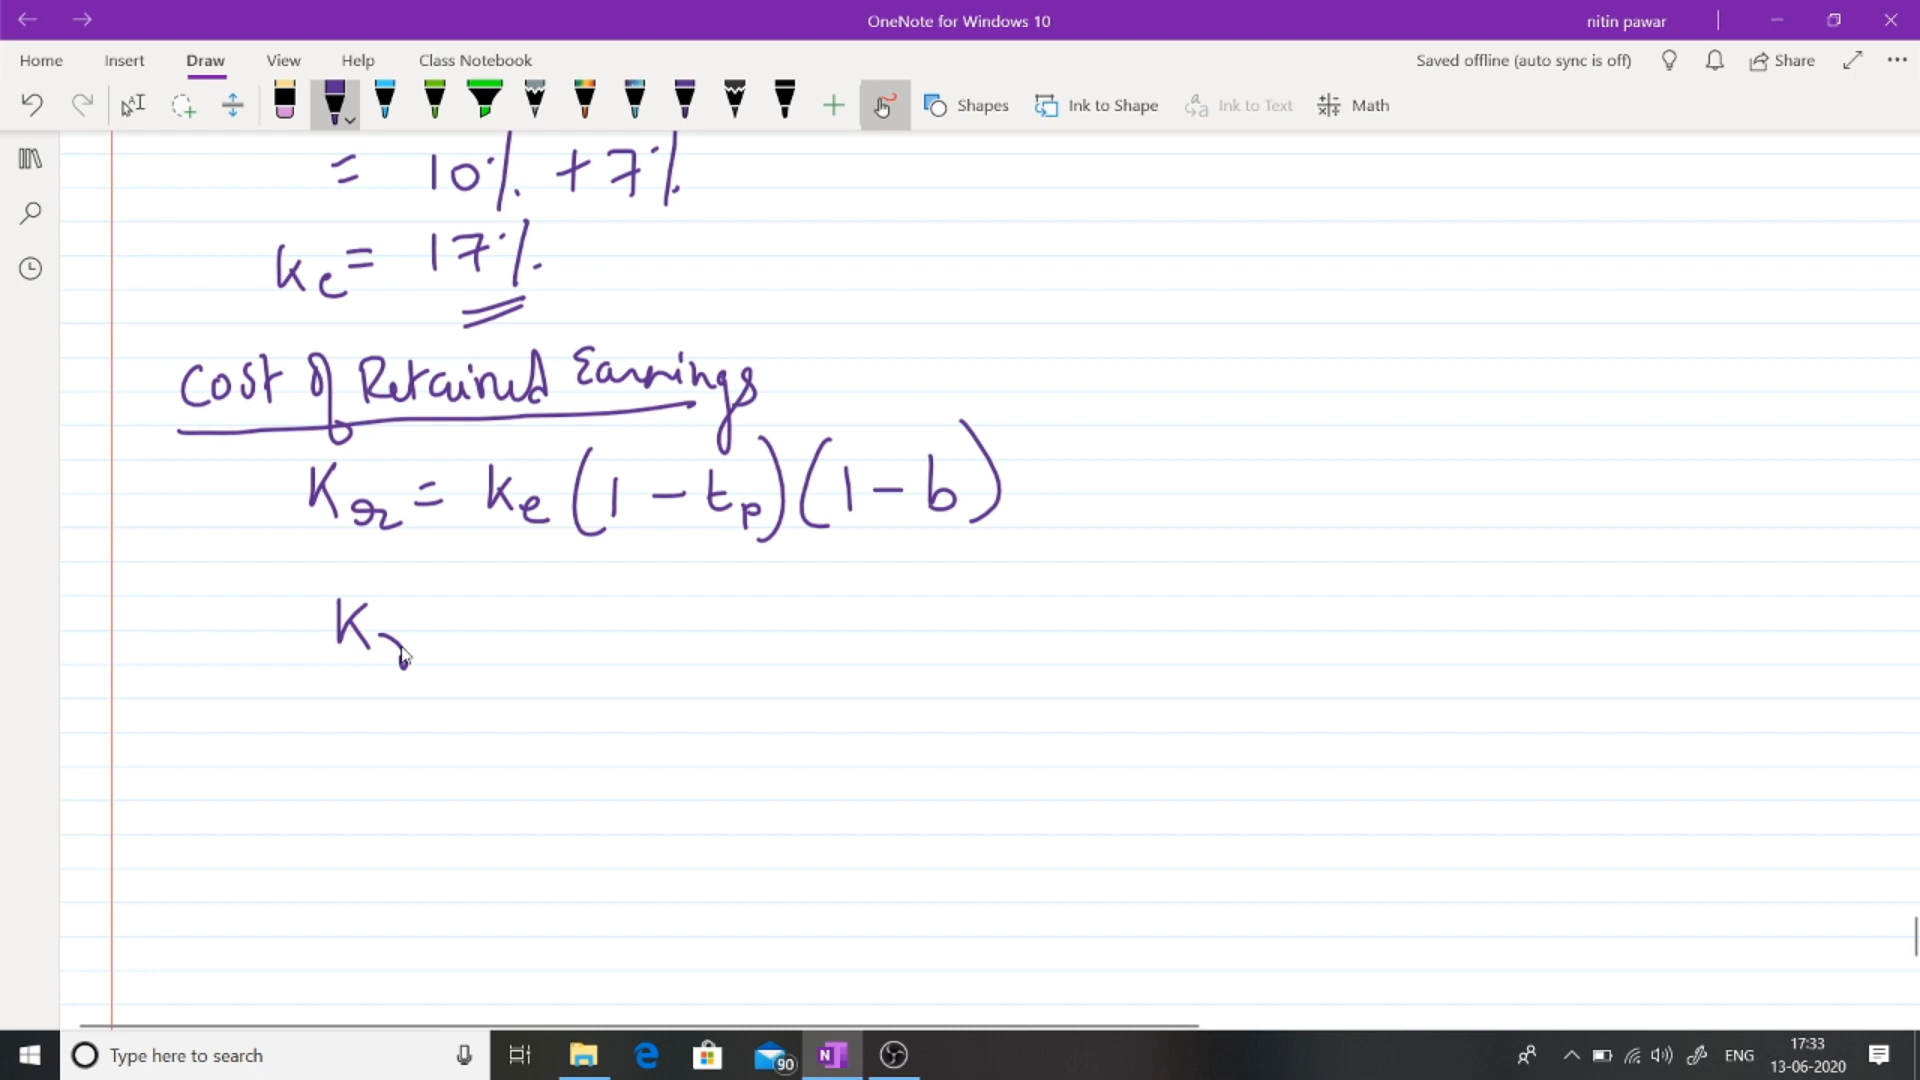 OneNote for Windows 10
nitin pawar
Home Insert Draw View Help Class Notebook
Saved offline (auto sync is off) Share
Shapes Ink to Shape Ink to Text Math
= 10% + 7%
ke = 17%
Cost of Retained Earnings
Kr = ke (1 - tp)(1 - b)
K
Type here to search
90
ENG
17:33
13-06-2020